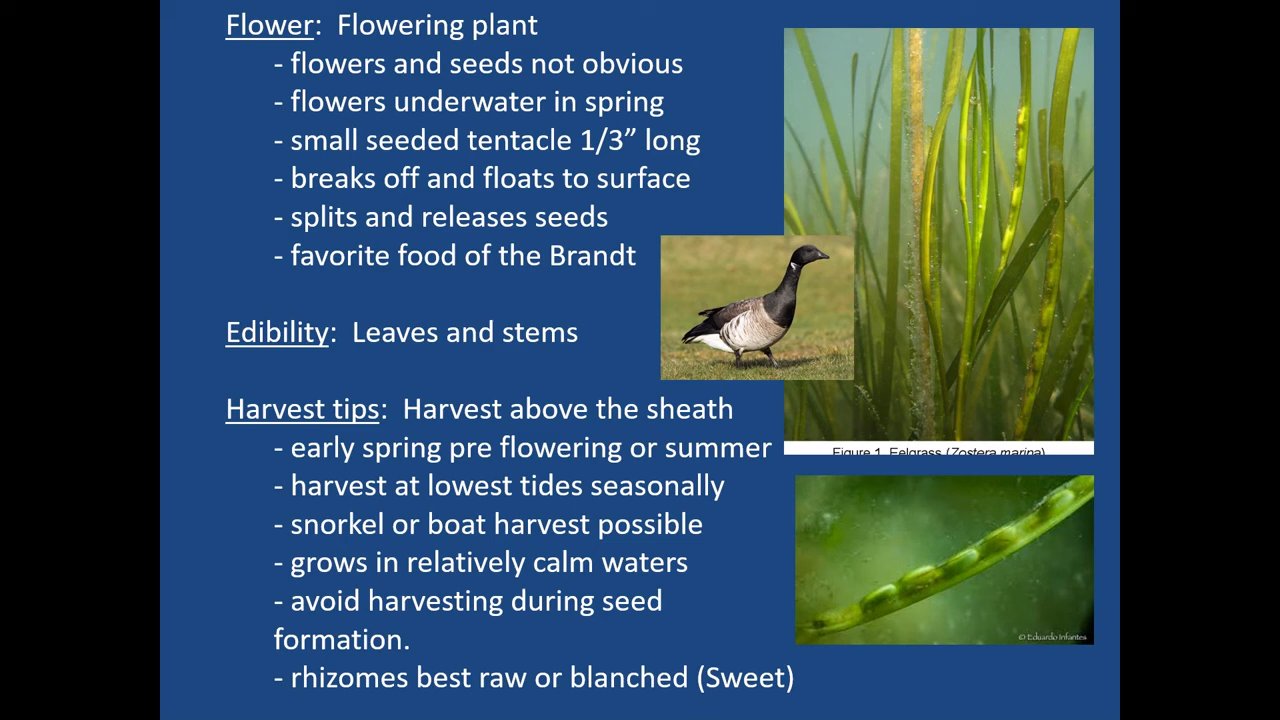 Flower: Flowering plant
- flowers and seeds not obvious
- flowers underwater in spring
- small seeded tentacle 1/3” long
- breaks off and floats to surface
- splits and releases seeds
- favorite food of the Brandt
Edibility: Leaves and stems
Harvest tips: Harvest above the sheath
- early spring pre flowering or summer
- harvest at lowest tides seasonally
- snorkel or boat harvest possible
- grows in relatively calm waters
- avoid harvesting during seed
formation.
- rhizomes best raw or blanched (Sweet)
Figure 1. Eelgrass (Zostera marina)
© Eduardo Infantes